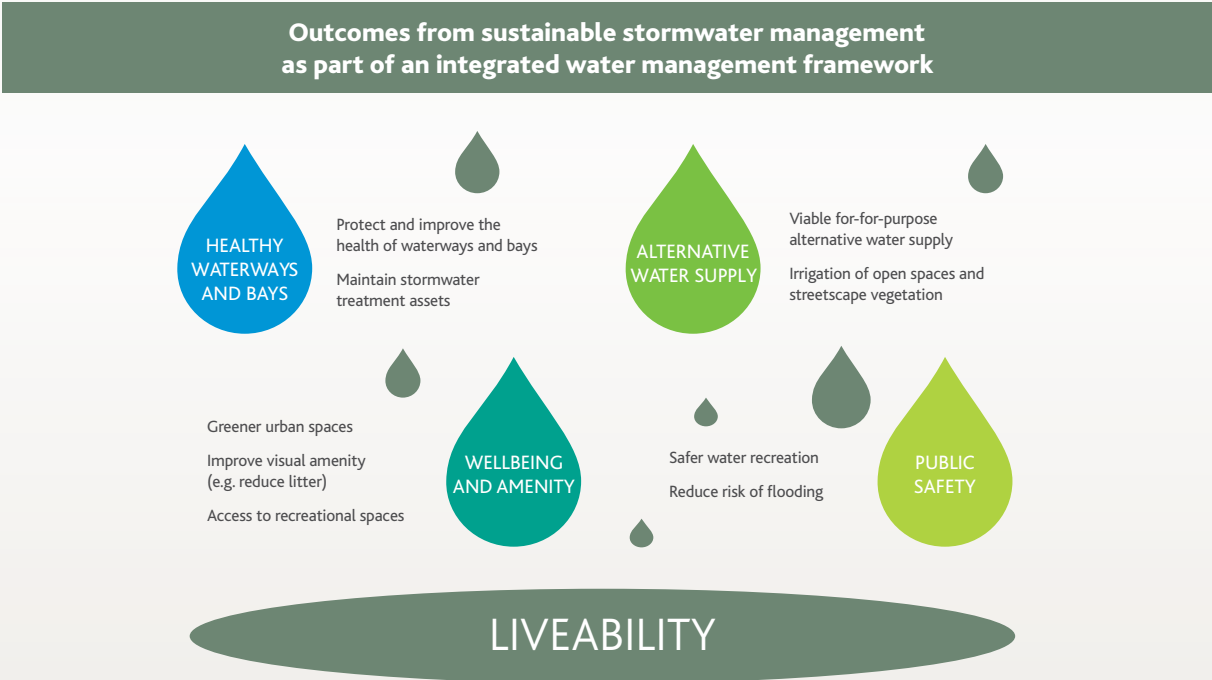 Outcomes from sustainable stormwater management
as part of an integrated water management framework
HEALTHY
WATERWAYS
AND BAYS
Protect and improve the
health of waterways and bays
Maintain stormwater
treatment assets
ALTERNATIVE
WATER SUPPLY
Viable for-for-purpose
alternative water supply
Irrigation of open spaces and
streetscape vegetation
Greener urban spaces
Improve visual amenity
(e.g. reduce litter)
Access to recreational spaces
WELLBEING
AND AMENITY
Safer water recreation
Reduce risk of flooding
PUBLIC
SAFETY
LIVEABILITY